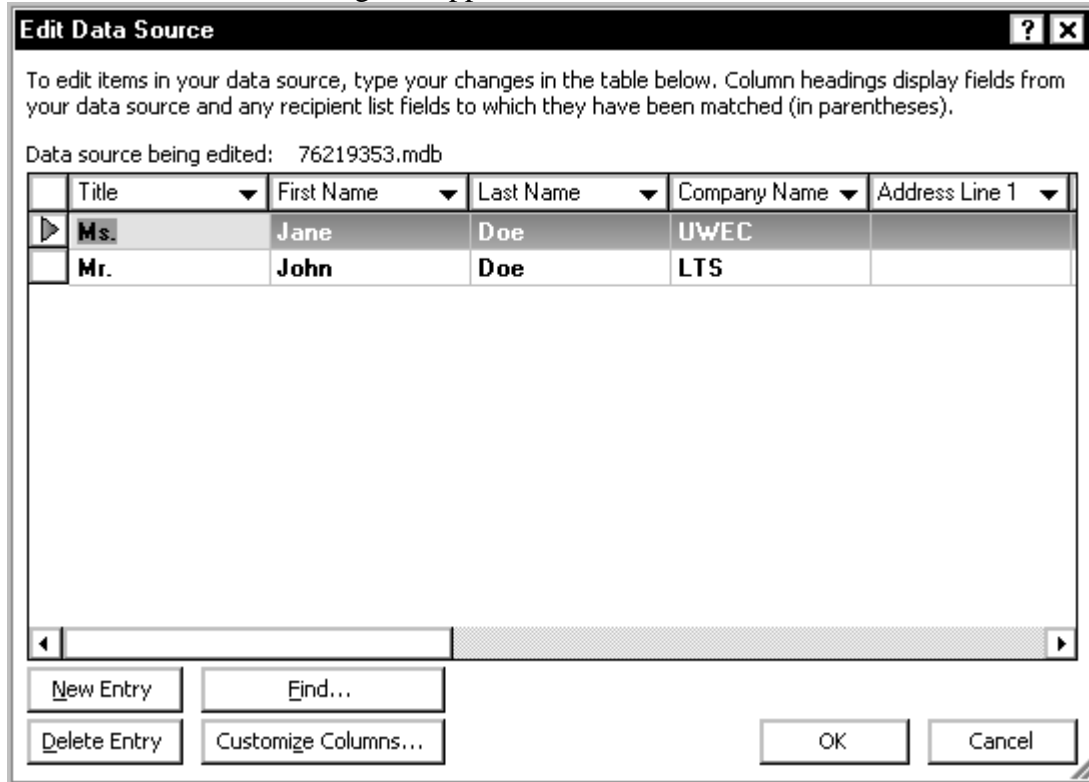 Edit Data Source
To edit items in your data source, type your changes in the table below. Column headings display fields from
your data source and any recipient list fields to which they have been matched (in parentheses).
Data source being edited: 76219353.mdb
Title First Name Last Name Company Name Address Line 1
Ms. Jane Doe UWEC
Mr. John Doe LTS
New Entry Find...
Delete Entry Customize Columns... OK Cancel